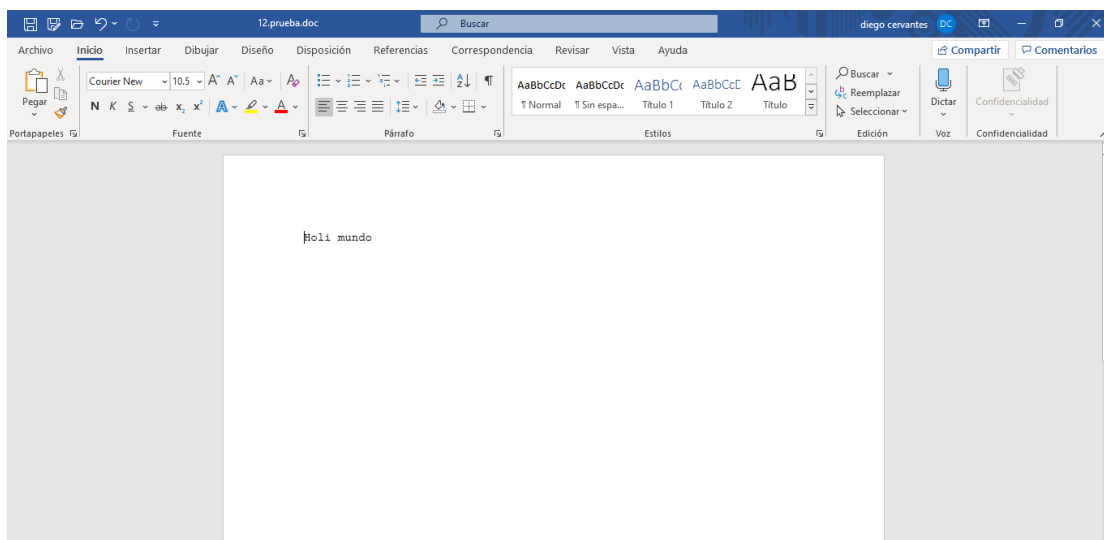 12.prueba.doc
Buscar
diego cervantes
DC
Archivo
Inicio
Insertar
Dibujar
Diseño
Disposición
Referencias
Correspondencia
Revisar
Vista
Ayuda
Compartir
Comentarios
Pegar
Portapapeles
Courier New
10.5
A^ A˅ Aa
N K S ab x₂ x²
A A
Fuente
Párrafo
AaBbCcDc AaBbCcDc AaBbCc AaBbCcC AaB
¶ Normal ¶ Sin espa... Título 1 Título 2 Título
Estilos
Buscar
Reemplazar
Seleccionar
Edición
Dictar
Voz
Confidencialidad
Confidencialidad
Holi mundo